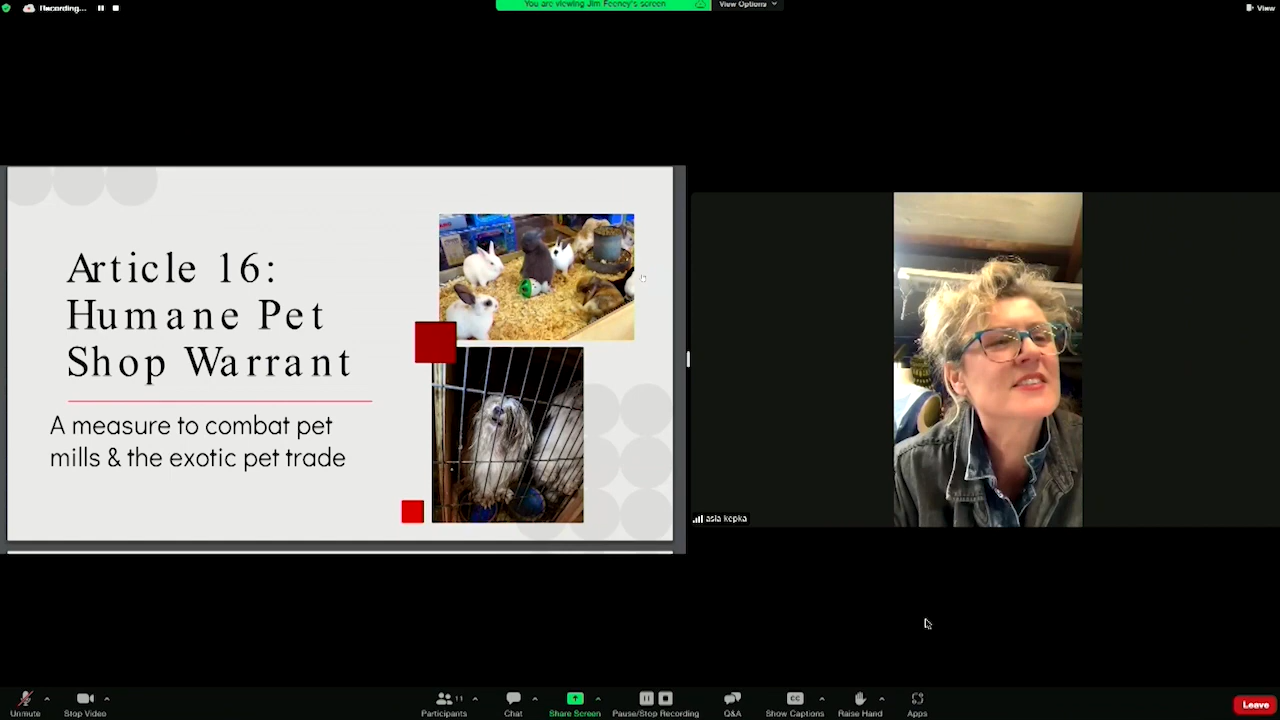 Recording...
You are viewing Jim Feeney's screen
View Options
View
Article 16:
Humane Pet
Shop Warrant
A measure to combat pet
mills & the exotic pet trade
asia kepka
Unmute
Stop Video
Participants
11
Chat
Share Screen
Pause/Stop Recording
Q&A
CC
Show Captions
Raise Hand
Apps
Leave